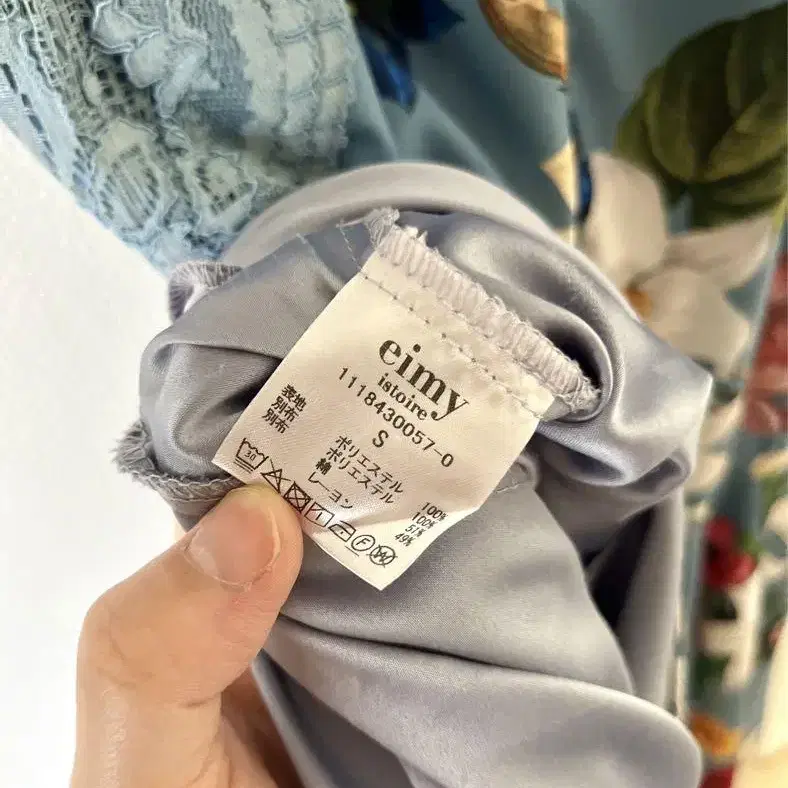 eimy
istoire
1118430057-0
S
表地 ポリエステル 100%
別布 ポリエステル 100%
別布 綿 51%
レーヨン 49%
30
F
W